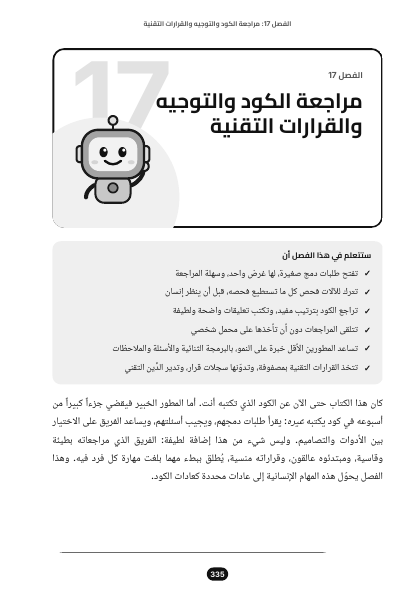 الفصل 17: مراجعة الكود والتوجيه والقرارات التقنية
17
الفصل 17
مراجعة الكود والتوجيه
والقرارات التقنية
ستتعلم في هذا الفصل أن
✔ تفتح طلبات دمج صغيرة، لها غرض واحد، وسهلة المراجعة
✔ تترك للآلات فحص كل ما تستطيع فحصه، قبل أن ينظر إنسان
✔ تراجع الكود بترتيب مفيد، وتكتب تعليقات واضحة ولطيفة
✔ تتلقى المراجعات دون أن تأخذها على محمل شخصي
✔ تساعد المطورين الأقل خبرة على النمو، بالبرمجة الثنائية والأسئلة والملاحظات
✔ تتخذ القرارات التقنية بمصفوفة، وتدوّنها سجلات قرار، وتدير الدَّين التقني
كان هذا الكتاب حتى الآن عن الكود الذي تكتبه أنت. أما المطور الخبير فيقضي جزءاً كبيراً من
أسبوعه في كود يكتبه غيره: يقرأ طلبات دمجهم، ويجيب أسئلتهم، ويساعد الفريق على الاختيار
بين الأدوات والتصاميم. وليس شيء من هذا إضافة لطيفة: الفريق الذي مراجعاته بطيئة
وقاسية، ومبتدئوه عالقون، وقراراته منسية، يُطلق ببطء مهما بلغت مهارة كل فرد فيه. وهذا
الفصل يحوّل هذه المهام الإنسانية إلى عادات محددة كعادات الكود.
335